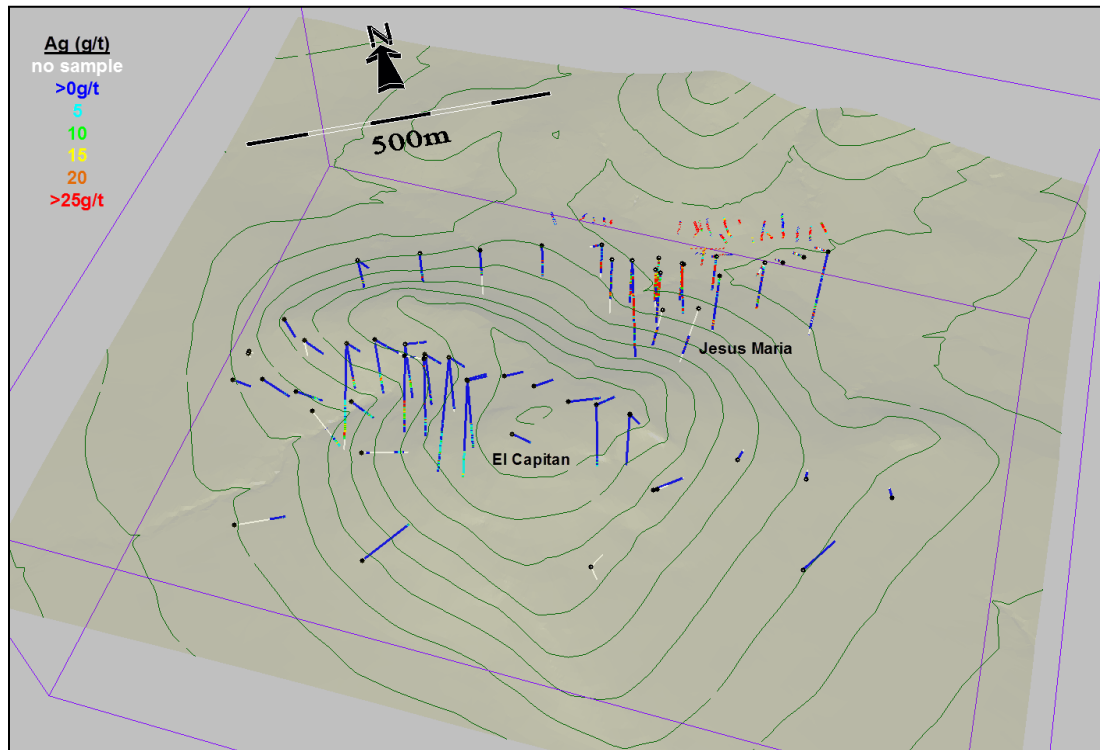 Ag (g/t)
no sample
>0g/t
5
10
15
20
>25g/t
N
500m
Jesus Maria
El Capitan